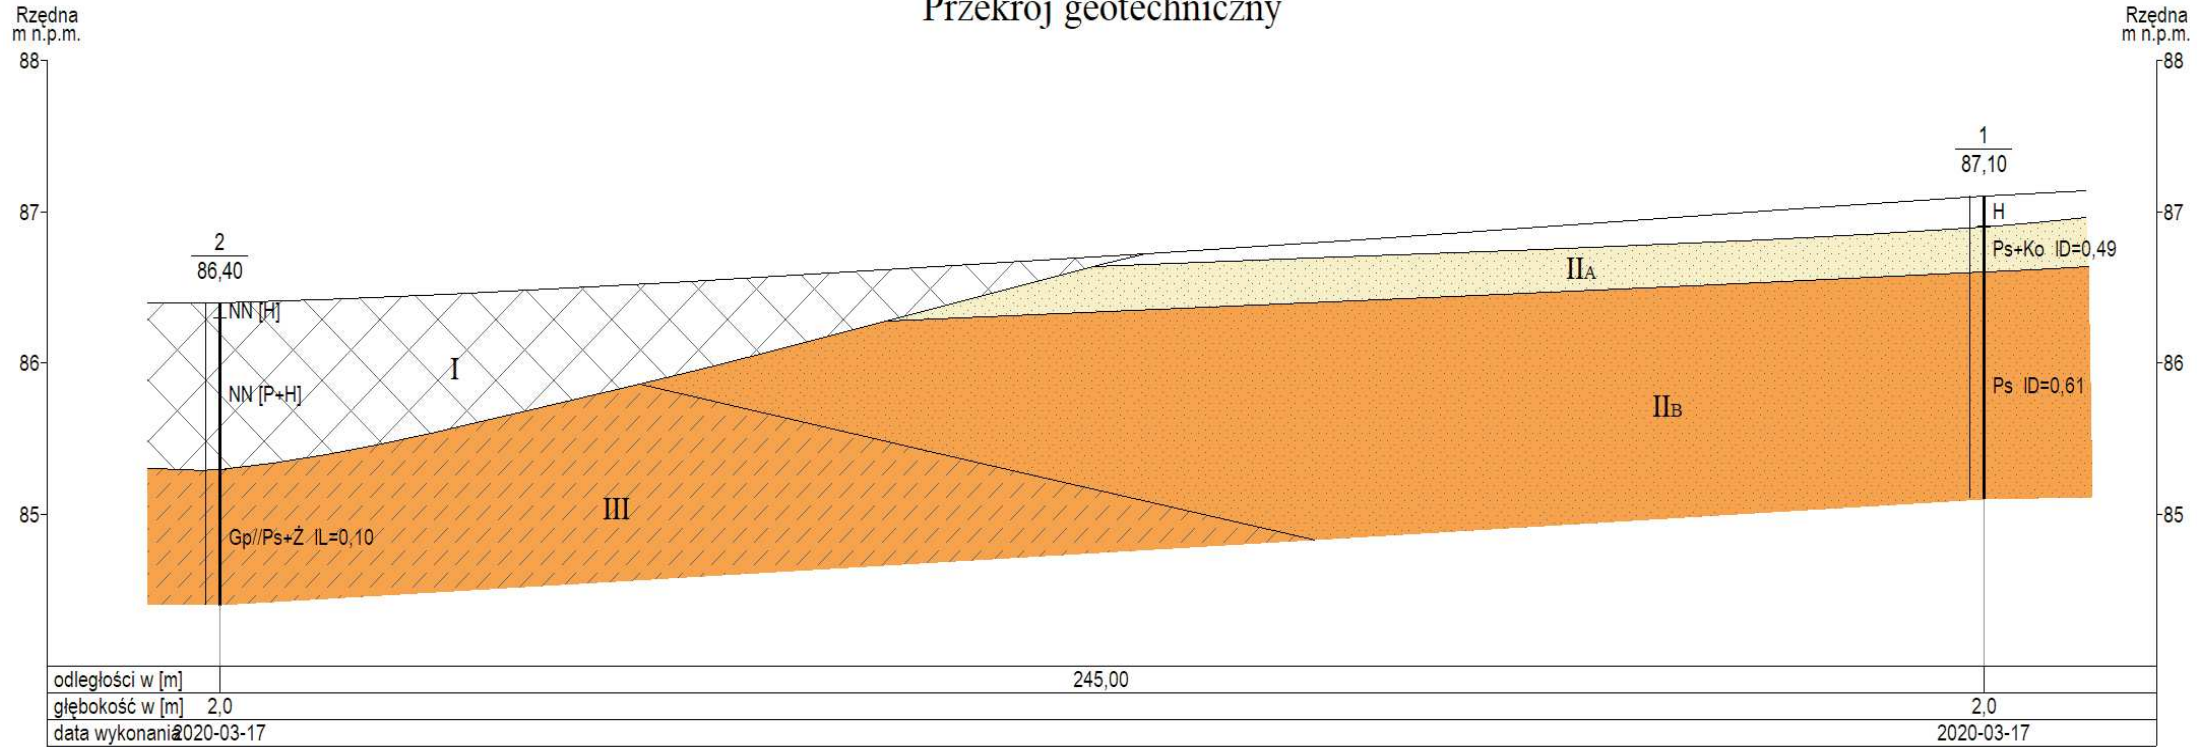 Przekrój geotechniczny
Rzędna
m n.p.m.
Rzędna
m n.p.m.
88
88
1
87,10
87
87
H
2
86,40
Ps+Ko ID=0,49
IIA
NN [H]
I
86
86
NN [P+H]
Ps ID=0,61
IIB
III
85
85
Gp//Ps+Ż IL=0,10
odległości w [m] 245,00
głębokość w [m] 2,0 2,0
data wykonania 2020-03-17 2020-03-17